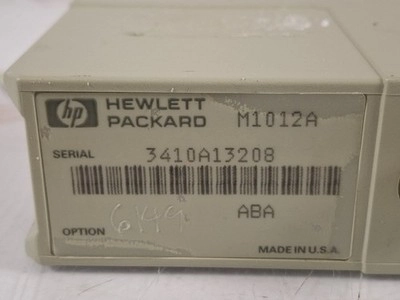 hp HEWLETT
PACKARD M1012A
SERIAL 3410A13208
ABA
OPTION
MADE IN U.S.A.